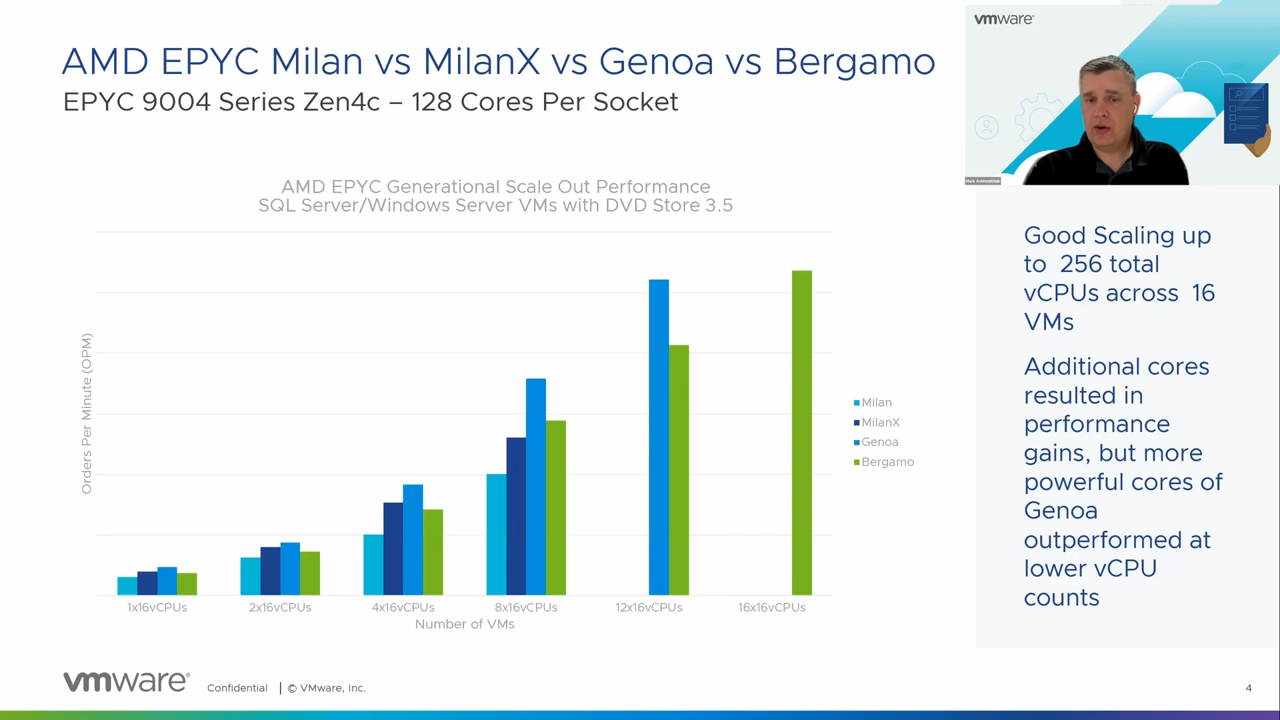 AMD EPYC Milan vs MilanX vs Genoa vs Bergamo
EPYC 9004 Series Zen4c – 128 Cores Per Socket
vmware®
AMD EPYC Generational Scale Out Performance
SQL Server/Windows Server VMs with DVD Store 3.5
Orders Per Minute (OPM)
1x16vCPUs
2x16vCPUs
4x16vCPUs
8x16vCPUs
12x16vCPUs
16x16vCPUs
Number of VMs
Milan
MilanX
Genoa
Bergamo
Good Scaling up
to 256 total
vCPUs across 16
VMs
Additional cores
resulted in
performance
gains, but more
powerful cores of
Genoa
outperformed at
lower vCPU
counts
vmware®
Confidential | © VMware, Inc.
4